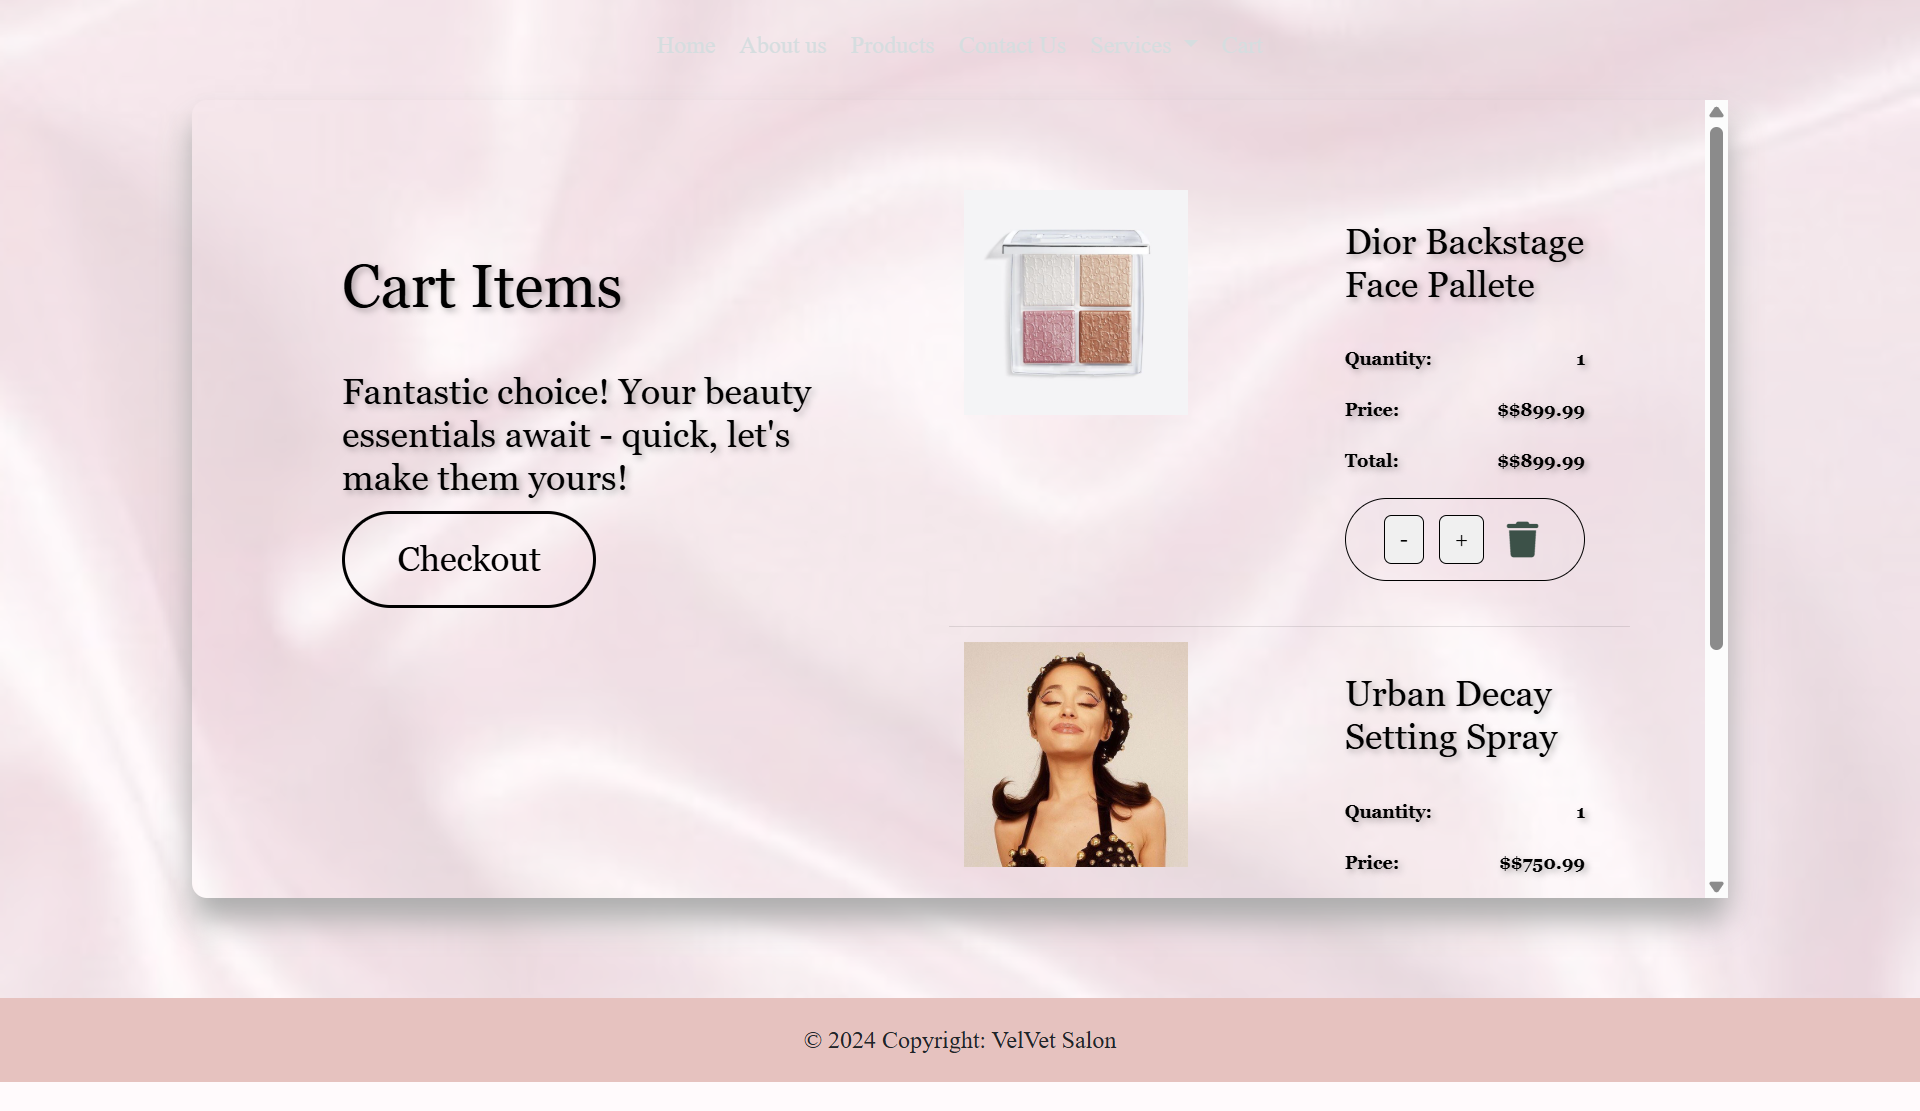 Home About us Products Contact Us Services Cart
Cart Items
Fantastic choice! Your beauty
essentials await - quick, let's
make them yours!
Checkout
Dior Backstage
Face Pallete
Quantity: 1
Price: $$899.99
Total: $$899.99
- +
Urban Decay
Setting Spray
Quantity: 1
Price: $$750.99
© 2024 Copyright: VelVet Salon